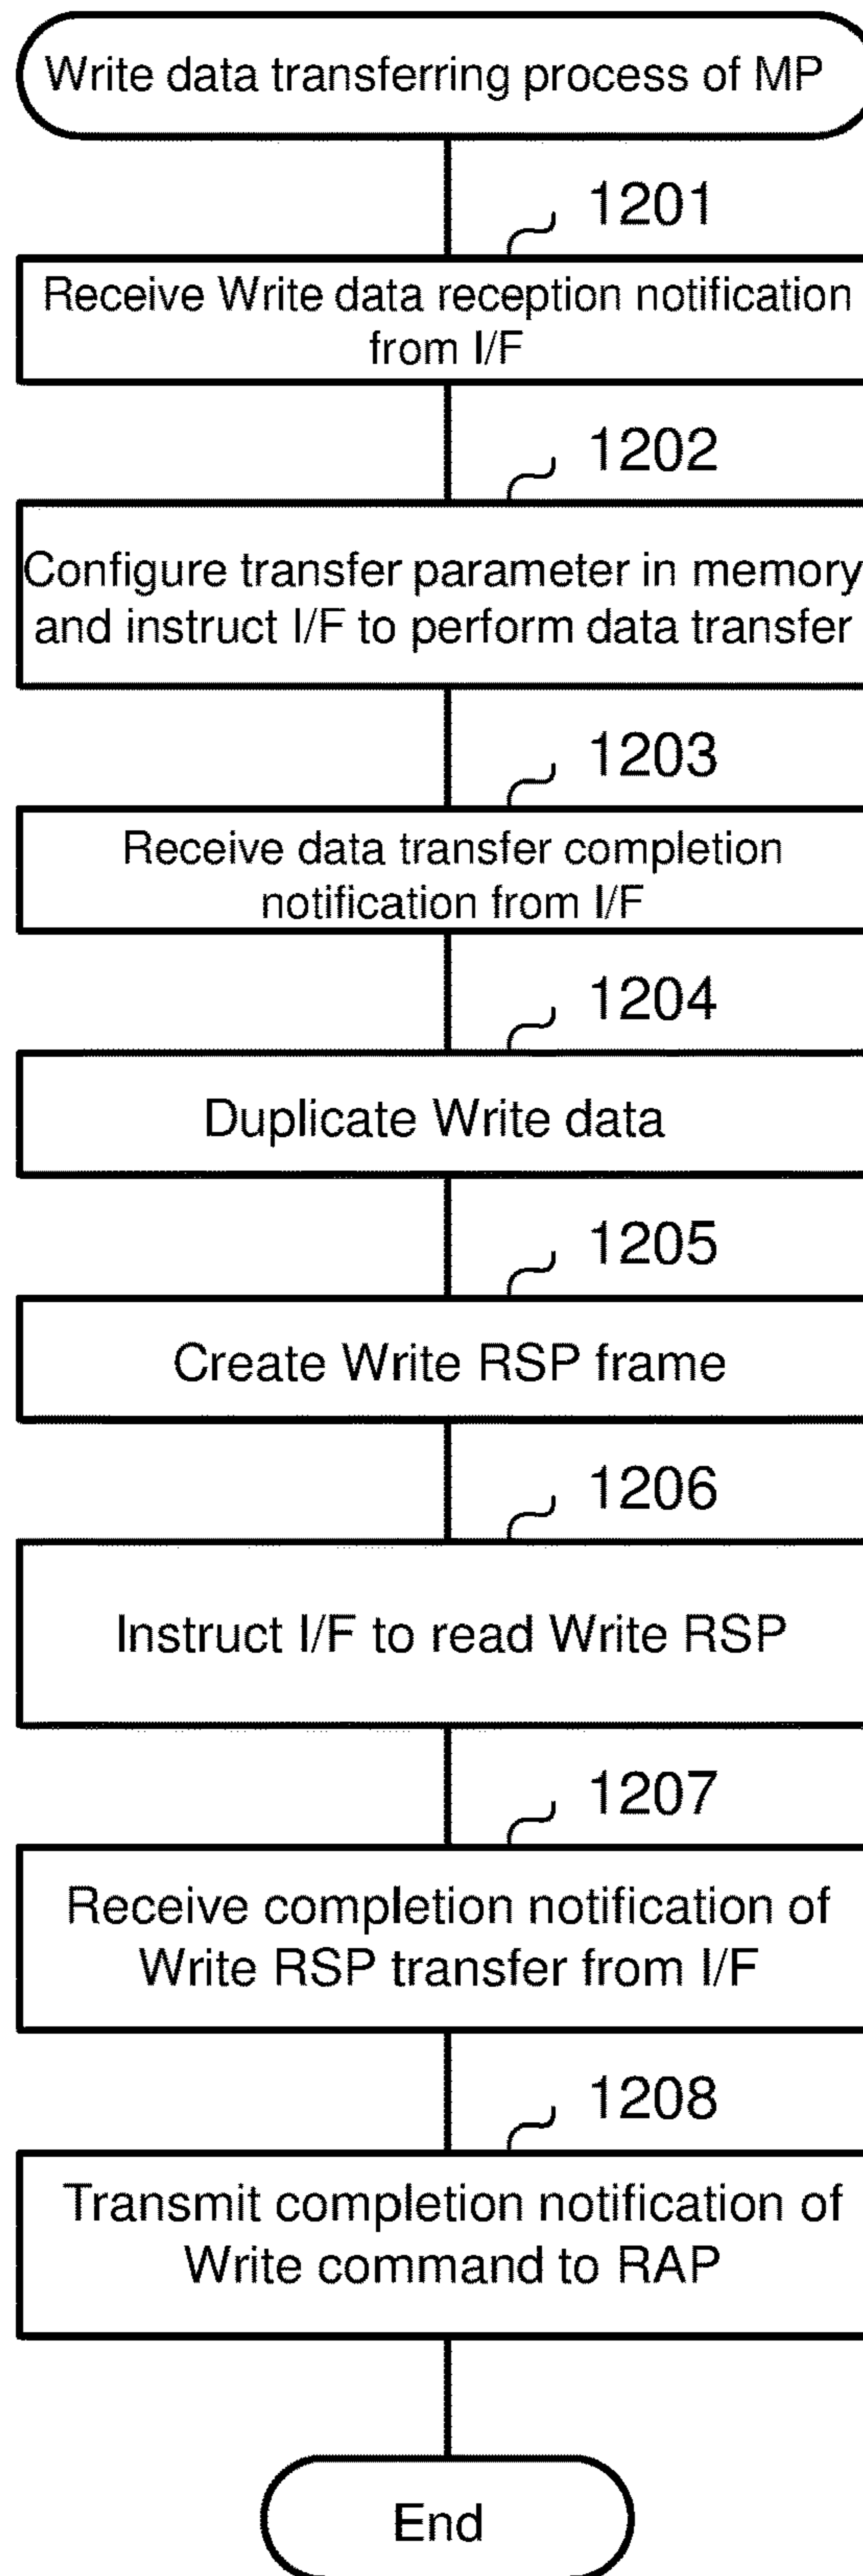 Write data transferring process of MP
1201
Receive Write data reception notification
from I/F
1202
Configure transfer parameter in memory
and instruct I/F to perform data transfer
1203
Receive data transfer completion
notification from I/F
1204
Duplicate Write data
1205
Create Write RSP frame
1206
Instruct I/F to read Write RSP
1207
Receive completion notification of
Write RSP transfer from I/F
1208
Transmit completion notification of
Write command to RAP
End